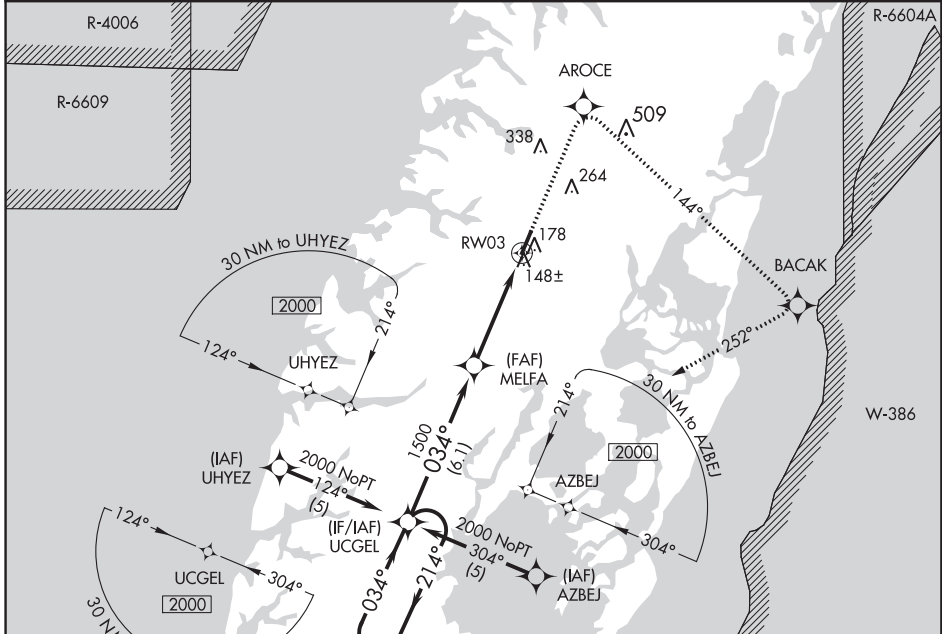 R-4006
R-6604A
R-6609
AROCE
509
338
264
144°
178
RW03
148±
30 NM to UHYEZ
2000
214°
124°
UHYEZ
BACAK
252°
(FAF)
MELFA
W-386
30 NM to AZBEJ
214°
2000
AZBEJ
304°
1500
034°
(6.1)
(IAF)
UHYEZ
2000 NoPT
124°
(5)
(IF/IAF)
UCGEL
2000 NoPT
304°
(5)
(IAF)
AZBEJ
124°
UCGEL
304°
2000
30 NM
034°
214°